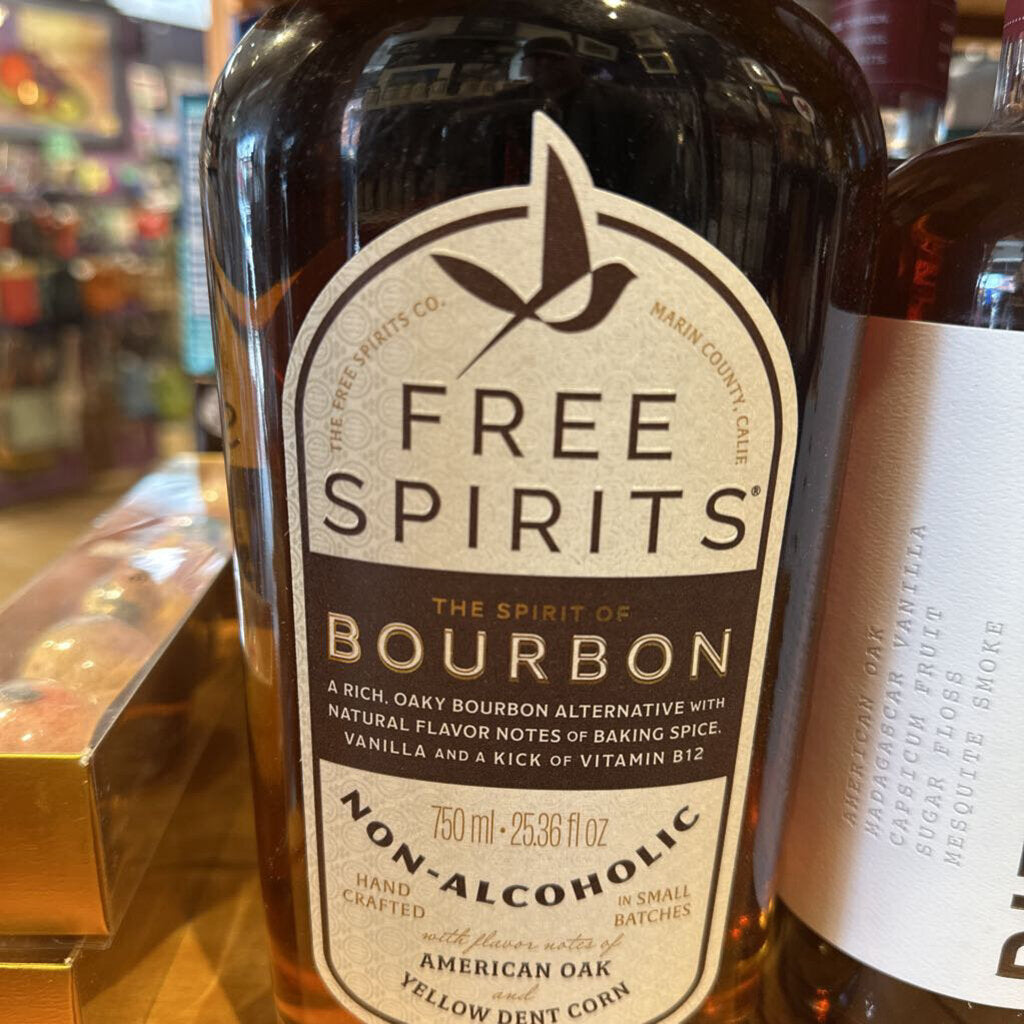 THE FREE SPIRITS CO.
MARIN COUNTY, CALIF
FREE
SPIRITS®
THE SPIRIT OF
BOURBON
A RICH, OAKY BOURBON ALTERNATIVE WITH
NATURAL FLAVOR NOTES OF BAKING SPICE,
VANILLA AND A KICK OF VITAMIN B12
750 ml • 25.36 fl oz
NON-ALCOHOLIC
HAND
CRAFTED
IN SMALL
BATCHES
with flavor notes of
AMERICAN OAK
and
YELLOW DENT CORN
AMERICAN OAK
MADAGASCAR VANILLA
CAPSICUM FRUIT
SUGAR FLOSS
MESQUITE SMOKE